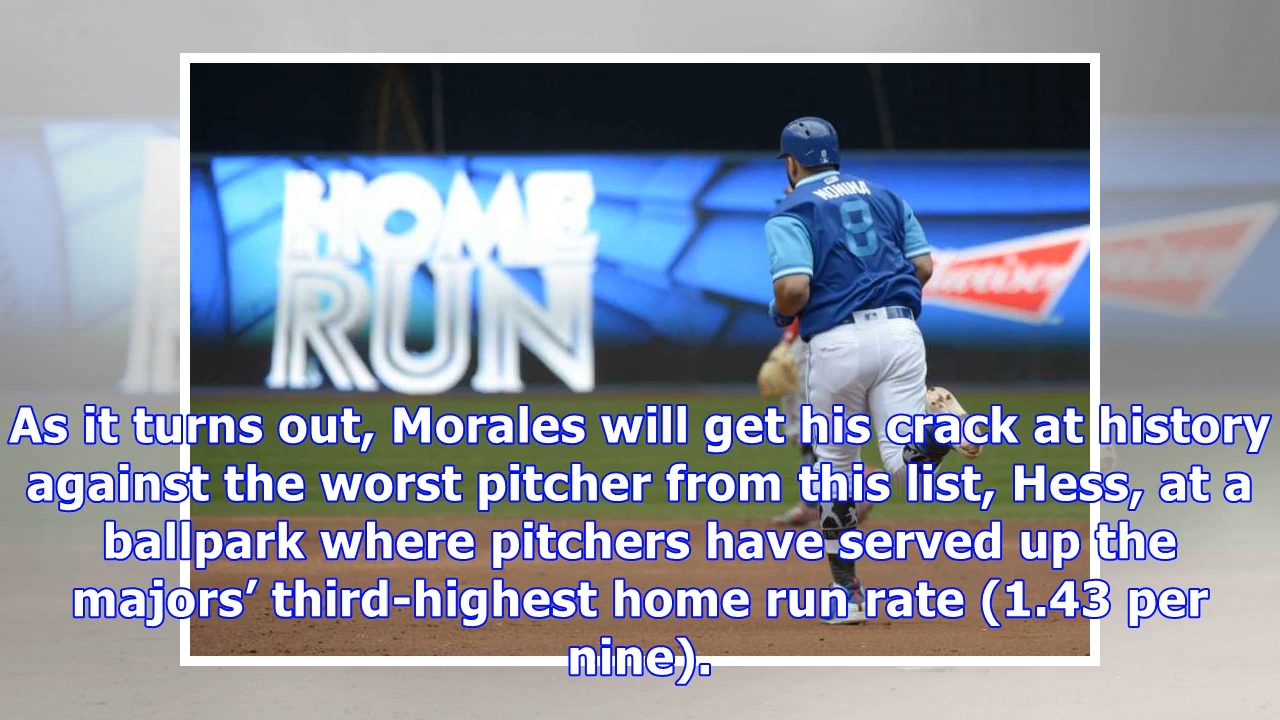 HOME
RUN
NONINA
8
As it turns out, Morales will get his crack at history
against the worst pitcher from this list, Hess, at a
ballpark where pitchers have served up the
majors’ third-highest home run rate (1.43 per
nine).